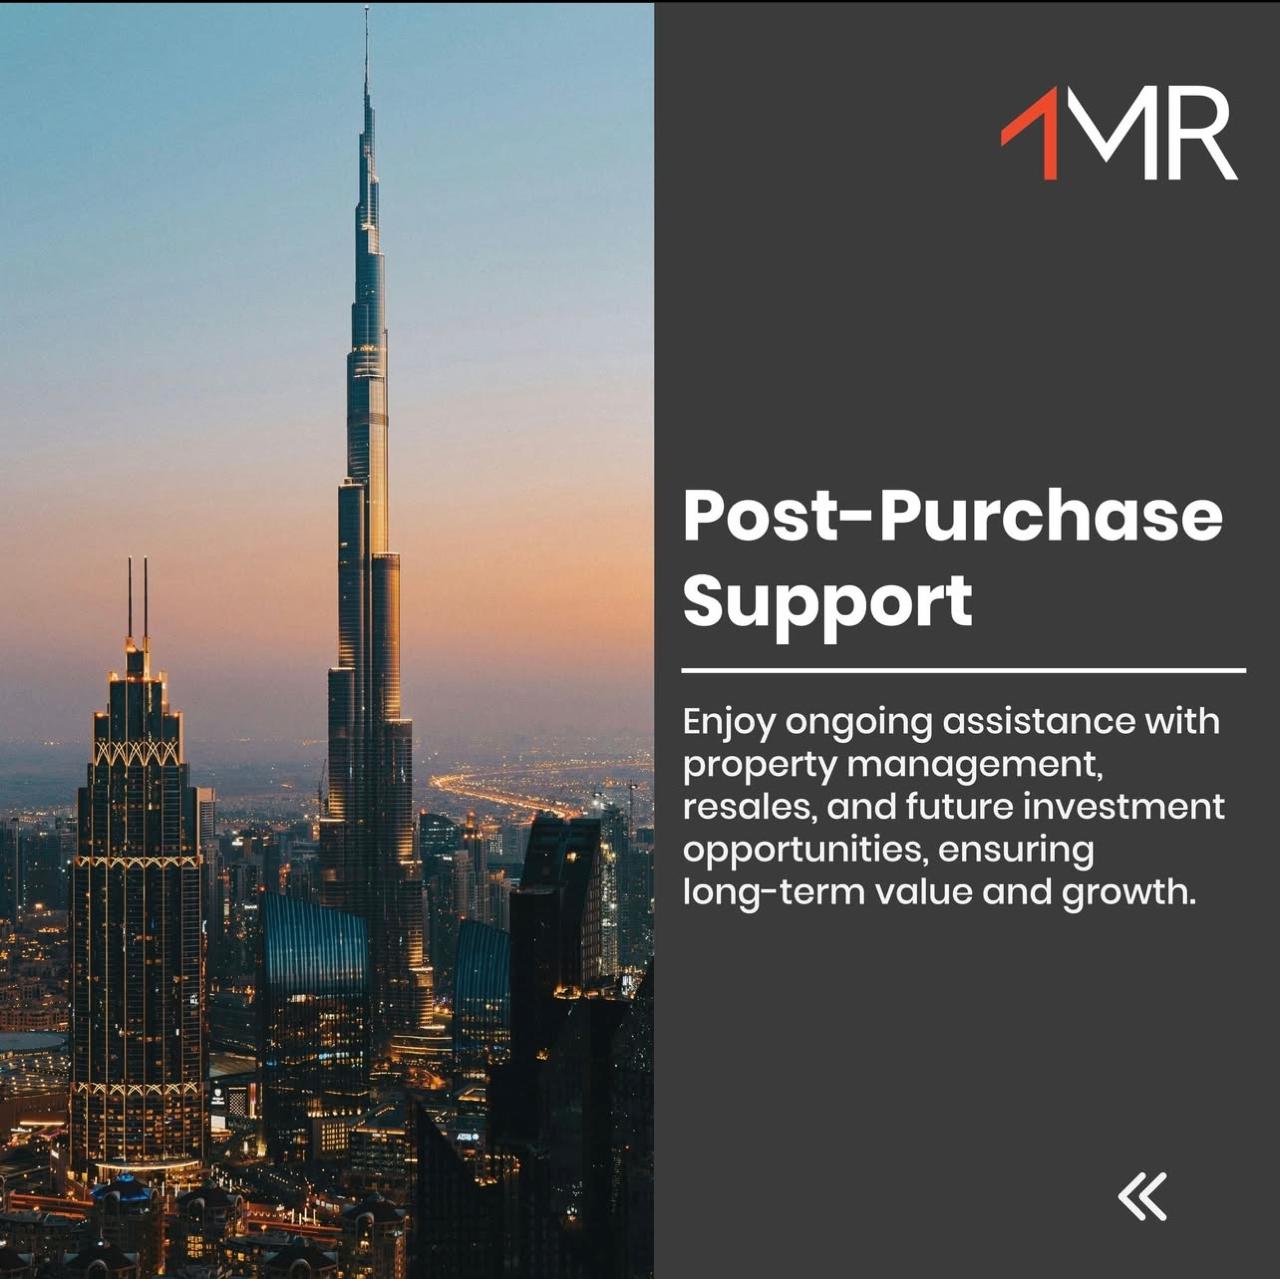 1MR
Post-Purchase
Support
Enjoy ongoing assistance with
property management,
resales, and future investment
opportunities, ensuring
long-term value and growth.